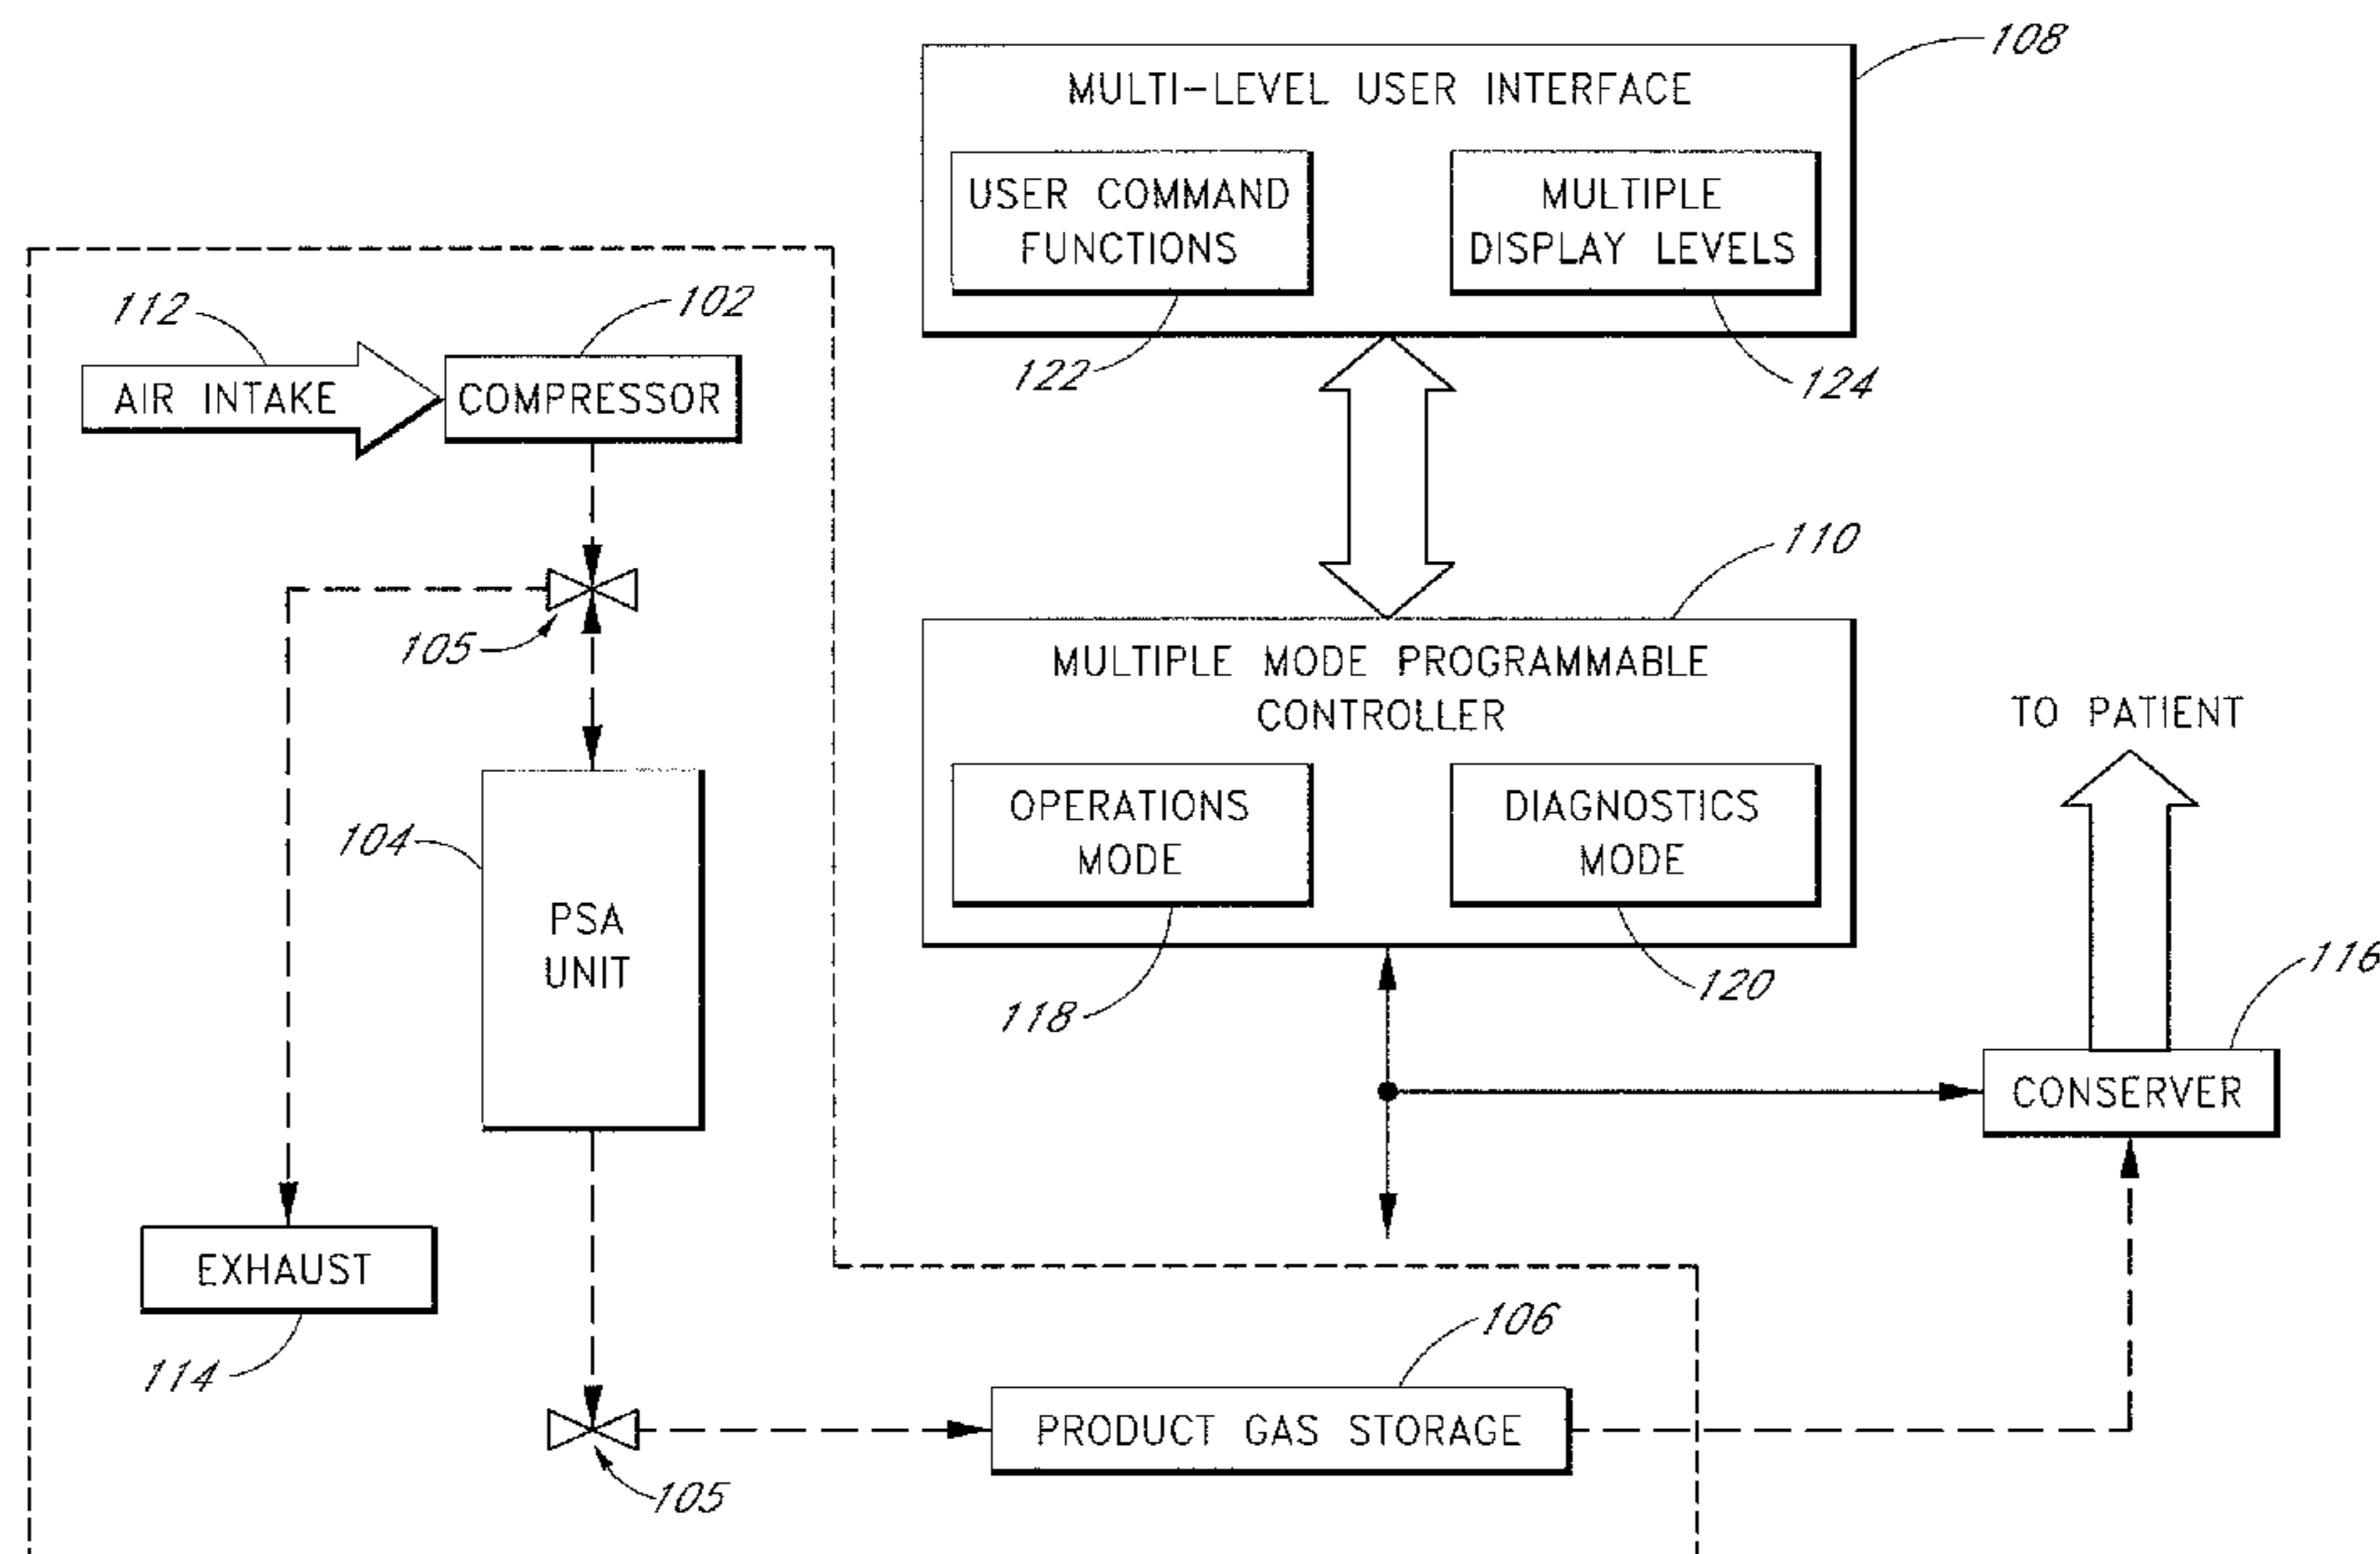 108
MULTI-LEVEL USER INTERFACE
USER COMMAND
FUNCTIONS
MULTIPLE
DISPLAY LEVELS
122
124
112
102
AIR INTAKE
COMPRESSOR
105
110
MULTIPLE MODE PROGRAMMABLE
CONTROLLER
OPERATIONS
MODE
DIAGNOSTICS
MODE
118
120
TO PATIENT
104
PSA
UNIT
116
CONSERVER
EXHAUST
114
106
PRODUCT GAS STORAGE
105